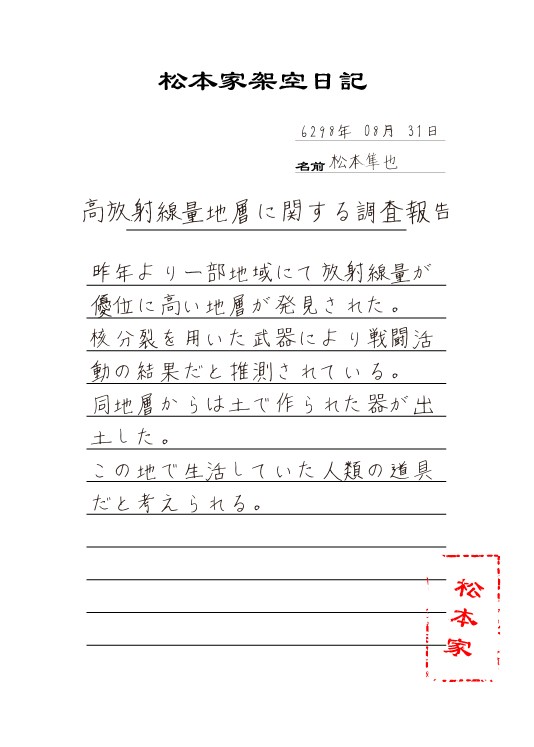 松本家架空日記
6298年 08月 31日
名前 松本隼也
高放射線量地層に関する調査報告
昨年より一部地域にて放射線量が
優位に高い地層が発見された。
核分裂を用いた武器により戦闘活
動の結果だと推測されている。
同地層からは土で作られた器が出
土した。
この地で生活していた人類の道具
だと考えられる。
松本家